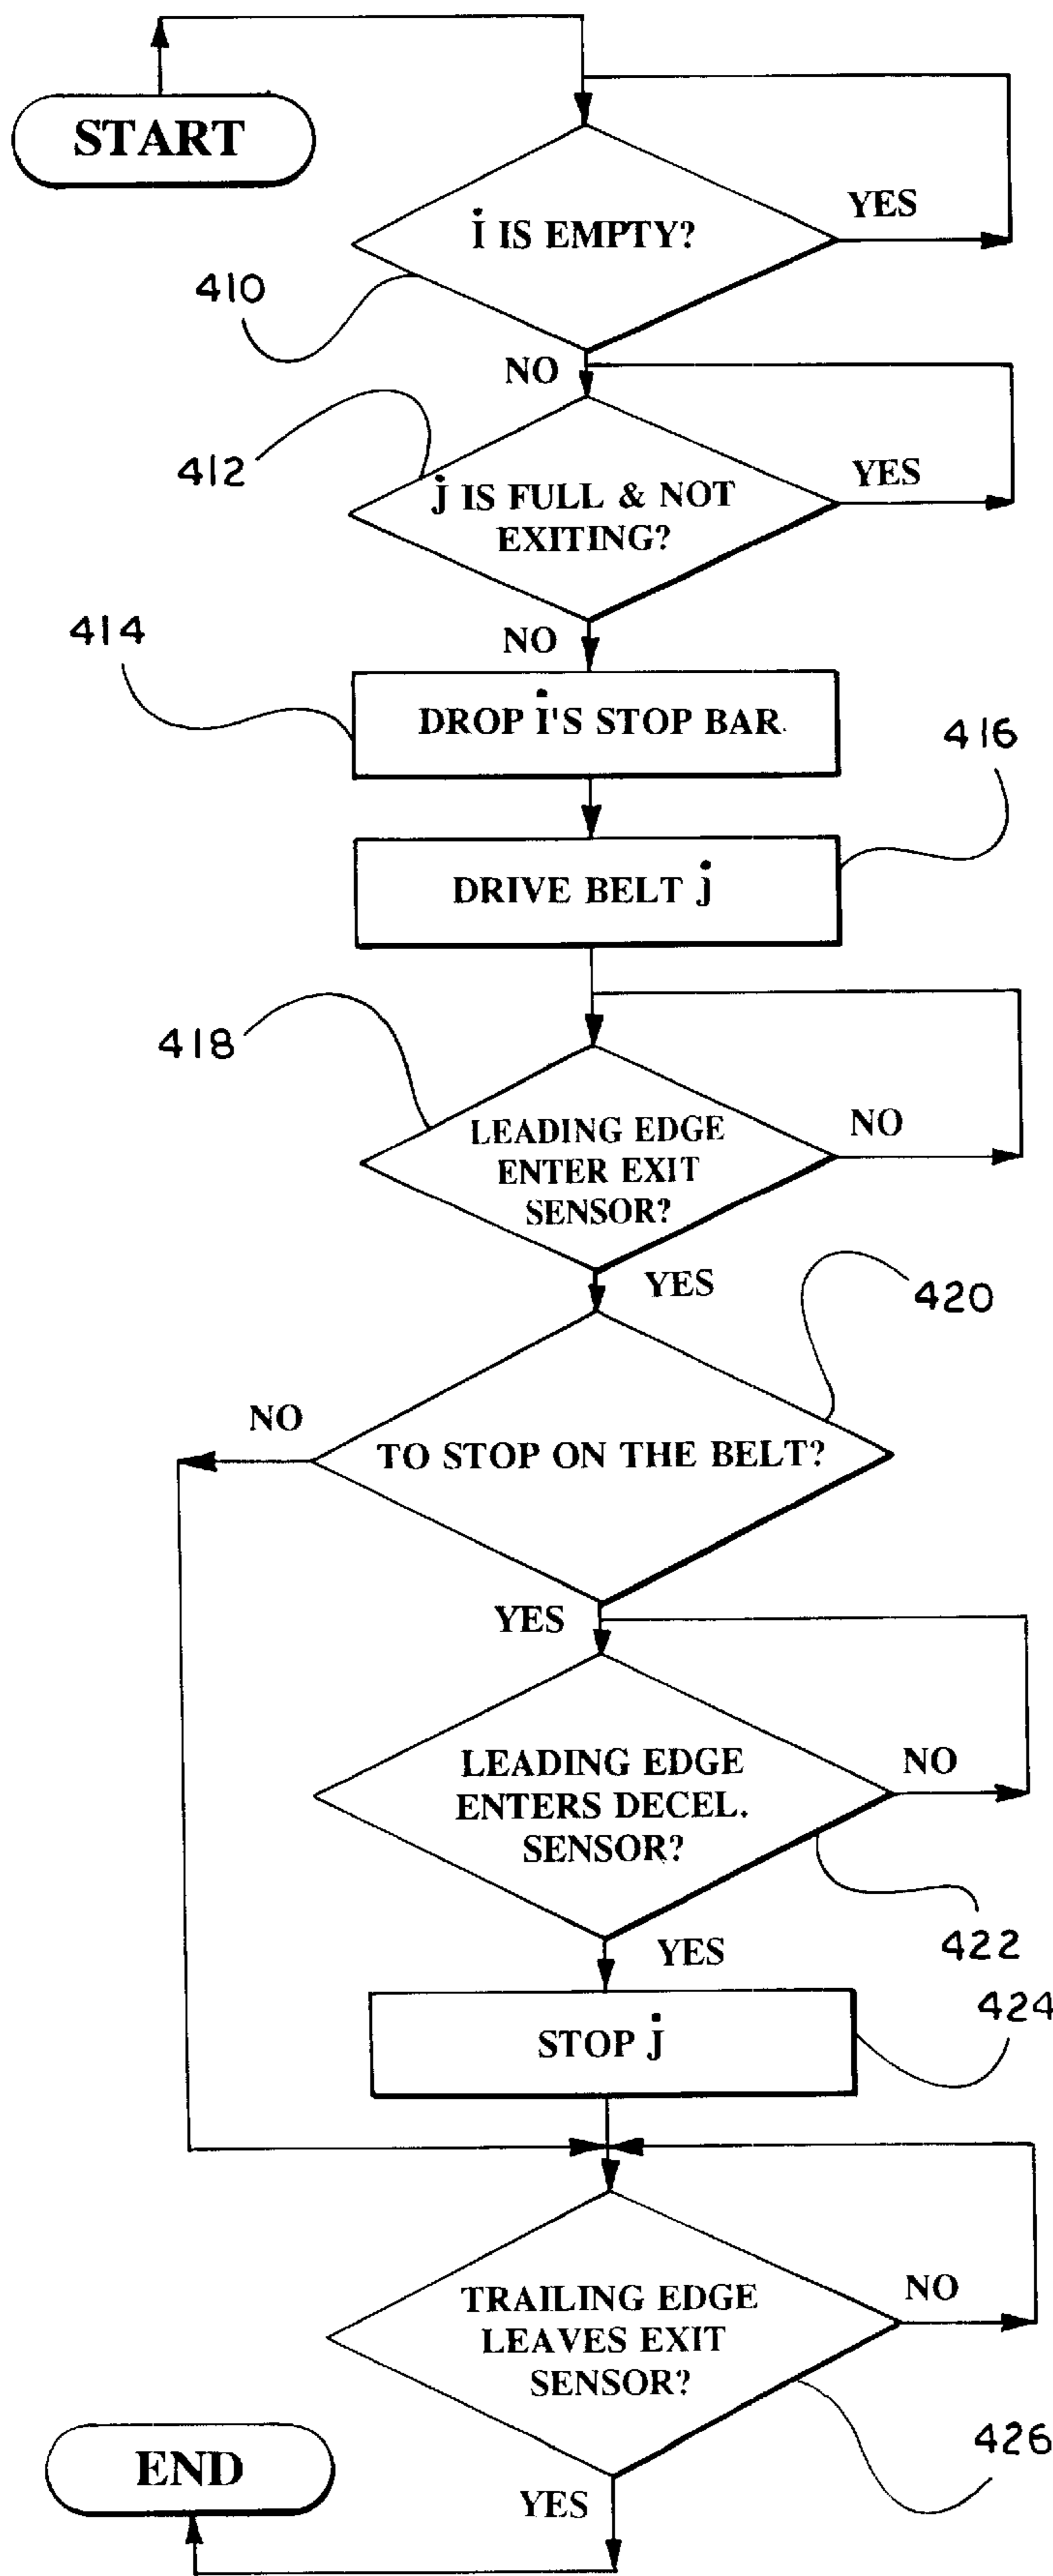 START
i IS EMPTY?
YES
410
NO
412
j IS FULL & NOT
EXITING?
YES
NO
414
DROP i'S STOP BAR.
416
DRIVE BELT j
418
LEADING EDGE
ENTER EXIT
SENSOR?
NO
YES
420
NO
TO STOP ON THE BELT?
YES
LEADING EDGE
ENTERS DECEL.
SENSOR?
NO
422
YES
424
STOP j
TRAILING EDGE
LEAVES EXIT
SENSOR?
NO
426
END
YES